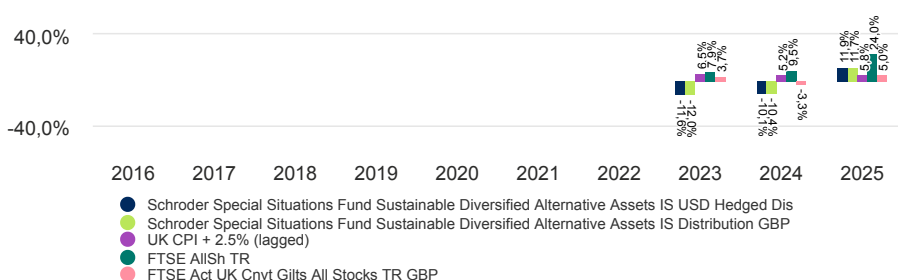 40,0%
-40,0%
-11,6%
-12,0%
6,5%
7,9%
3,7%
-10,1%
-10,4%
5,2%
9,5%
-3,3%
11,9%
11,7%
5,8%
24,0%
5,0%
2016 2017 2018 2019 2020 2021 2022 2023 2024 2025
Schroder Special Situations Fund Sustainable Diversified Alternative Assets IS USD Hedged Dis
Schroder Special Situations Fund Sustainable Diversified Alternative Assets IS Distribution GBP
UK CPI + 2.5% (lagged)
FTSE AllSh TR
FTSE Act UK Cnvt Gilts All Stocks TR GBP